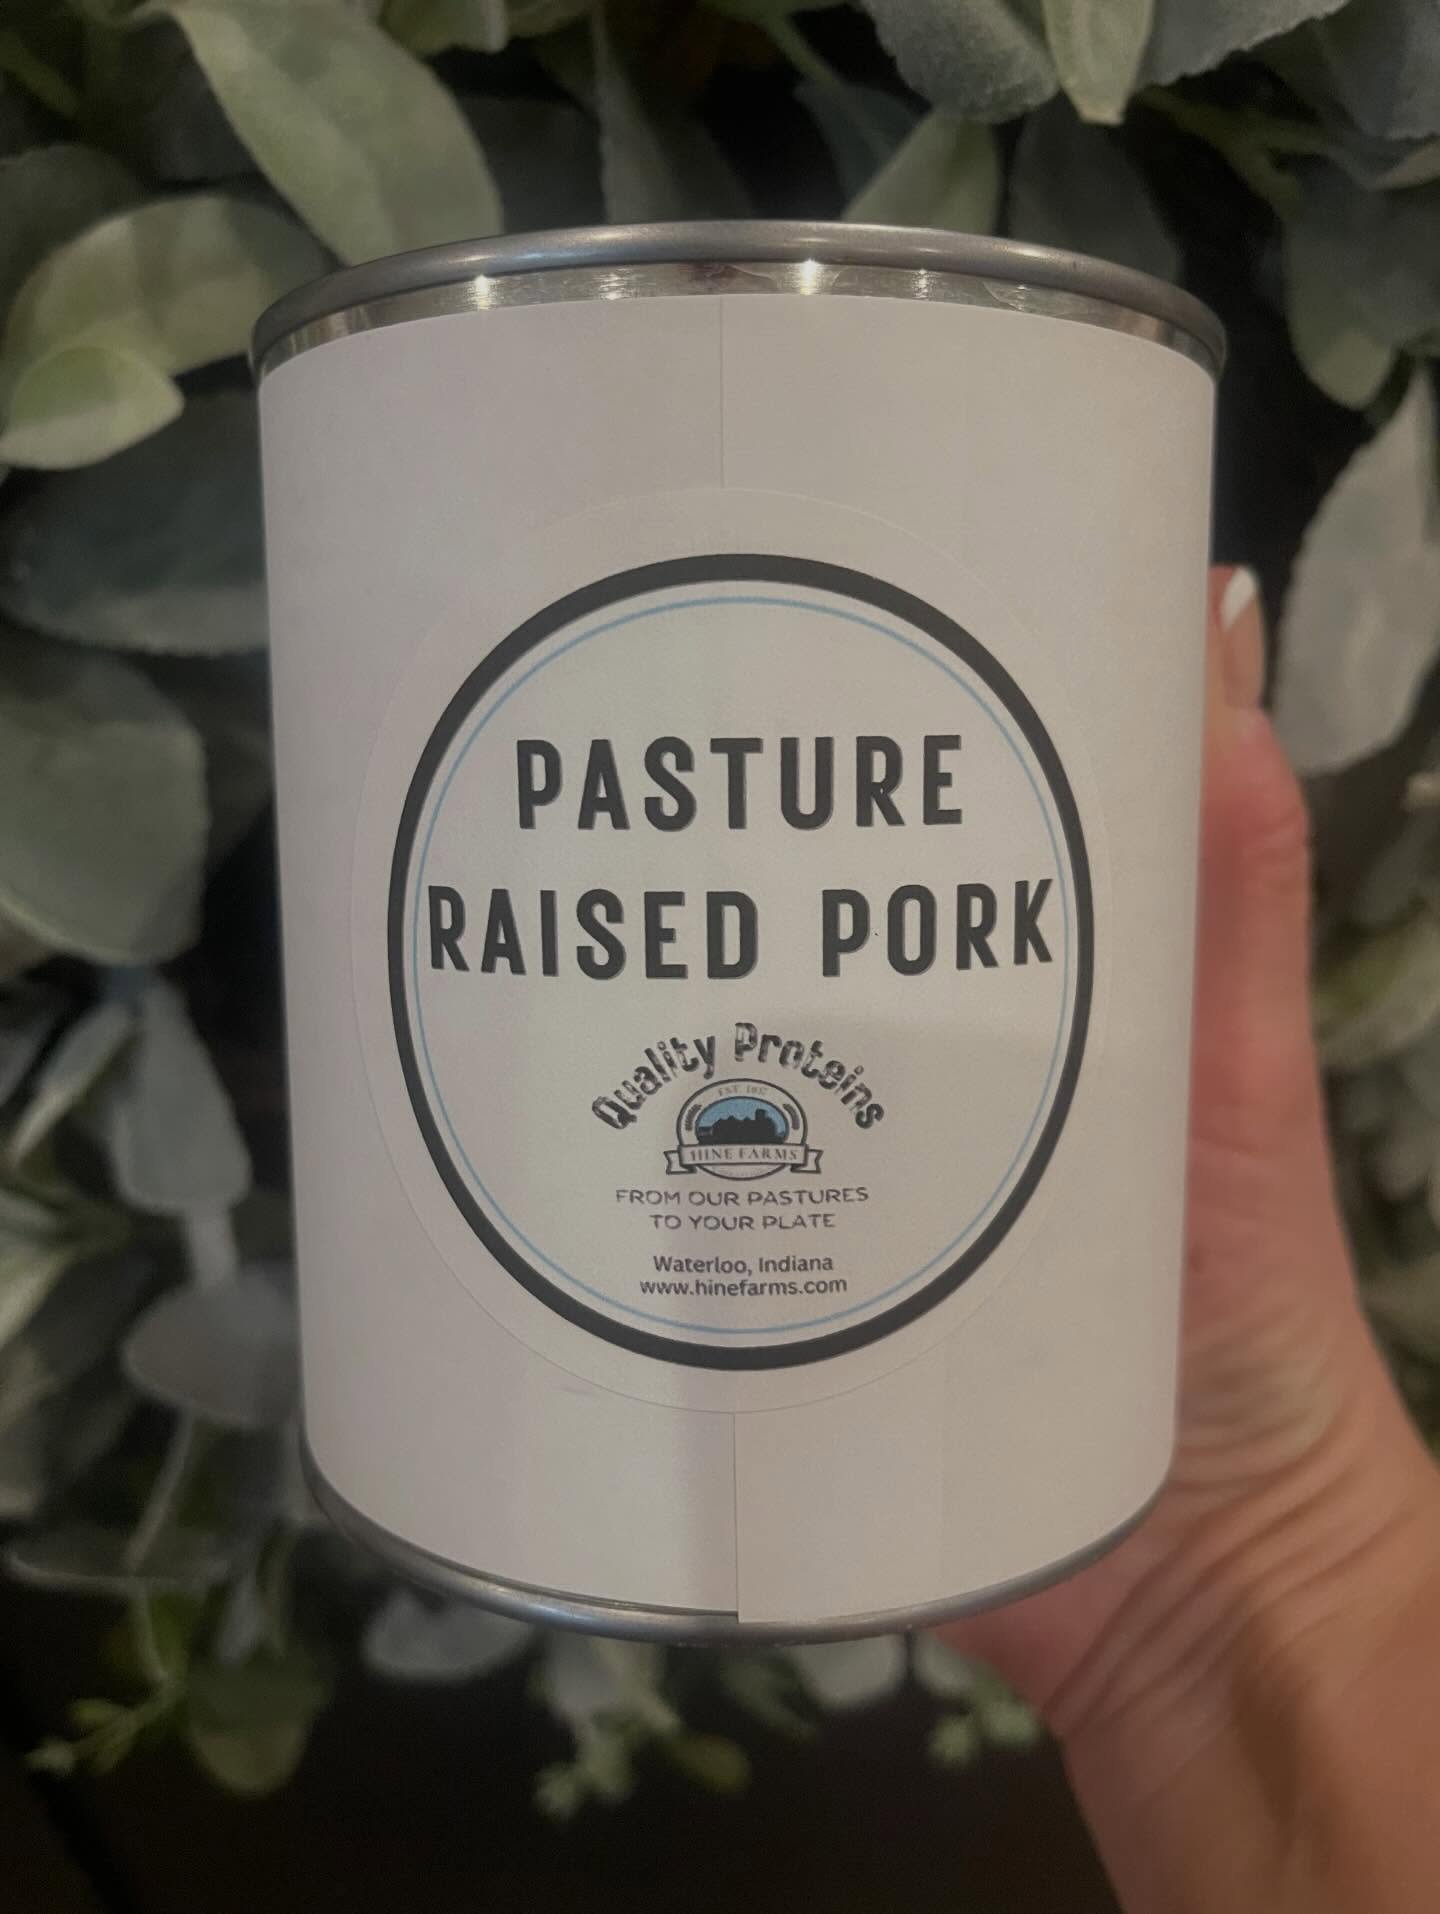 PASTURE
RAISED PORK
Quality Proteins
HINE FARMS
FROM OUR PASTURES
TO YOUR PLATE
Waterloo, Indiana
www.hinefarms.com